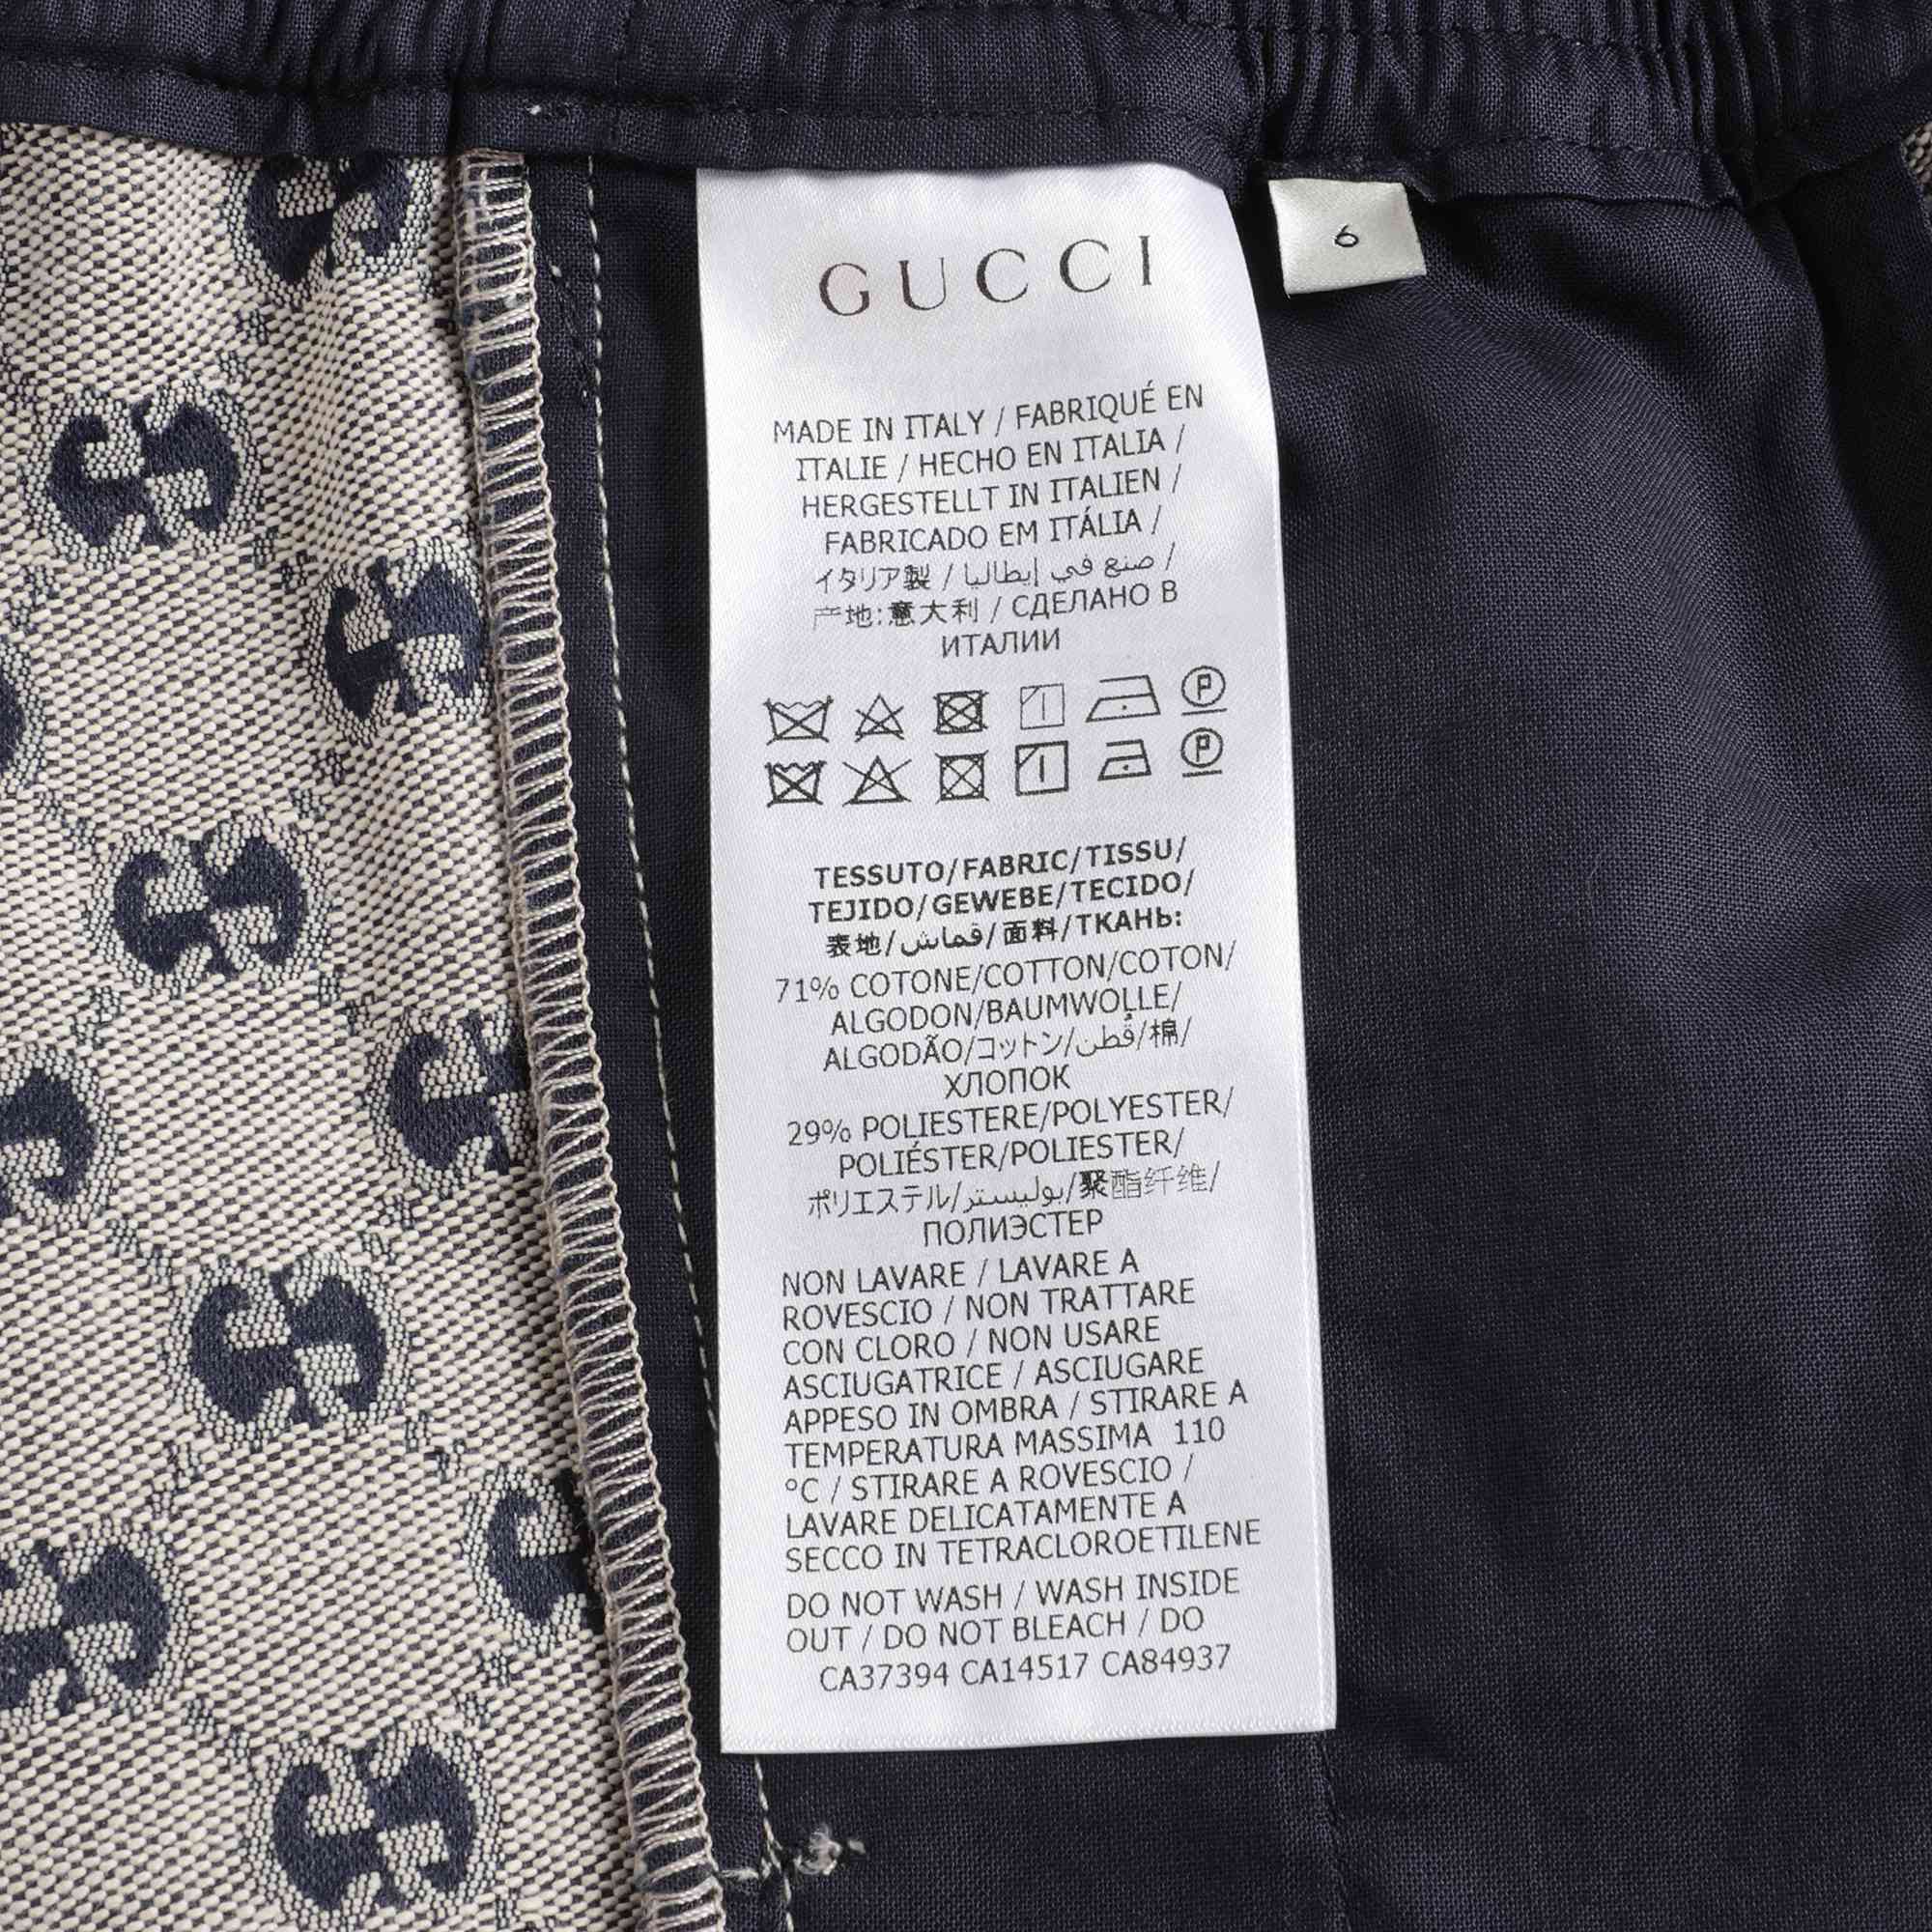 GUCCI
6
MADE IN ITALY / FABRIQUÉ EN
ITALIE / HECHO EN ITALIA /
HERGESTELLT IN ITALIEN /
FABRICADO EM ITÁLIA /
イタリア製 / صنع في إيطاليا /
产地:意大利 / СДЕЛАНО В
ИТАЛИИ
P
P
TESSUTO/FABRIC/TISSU/
TEJIDO/GEWEBE/TECIDO/
表地/قماش/面料/ТКАНЬ:
71% COTONE/COTTON/COTON/
ALGODON/BAUMWOLLE/
ALGODÃO/コットン/قطن/棉/
ХЛОПОК
29% POLIESTERE/POLYESTER/
POLIÉSTER/POLIESTER/
ポリエステル/بوليستر/聚酯纤维/
ПОЛИЭСТЕР
NON LAVARE / LAVARE A
ROVESCIO / NON TRATTARE
CON CLORO / NON USARE
ASCIUGATRICE / ASCIUGARE
APPESO IN OMBRA / STIRARE A
TEMPERATURA MASSIMA 110
°C / STIRARE A ROVESCIO /
LAVARE DELICATAMENTE A
SECCO IN TETRACLOROETILENE
DO NOT WASH / WASH INSIDE
OUT / DO NOT BLEACH / DO
CA37394 CA14517 CA84937